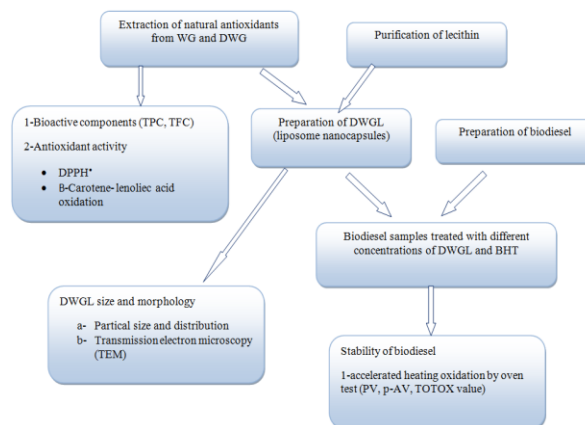 Extraction of natural antioxidants
from WG and DWG
Purification of lecithin
1-Bioactive components (TPC, TFC)
2-Antioxidant activity
• DPPH•
• B-Carotene- lenoliec acid
oxidation
Preparation of DWGL
(liposome nanocapsules)
Preparation of biodiesel
Biodiesel samples treated with different
concentrations of DWGL and BHT
DWGL size and morphology
a- Partical size and distribution
b- Transmission electron microscopy
(TEM)
Stability of biodiesel
1-accelerated heating oxidation by oven
test (PV, p-AV, TOTOX value)